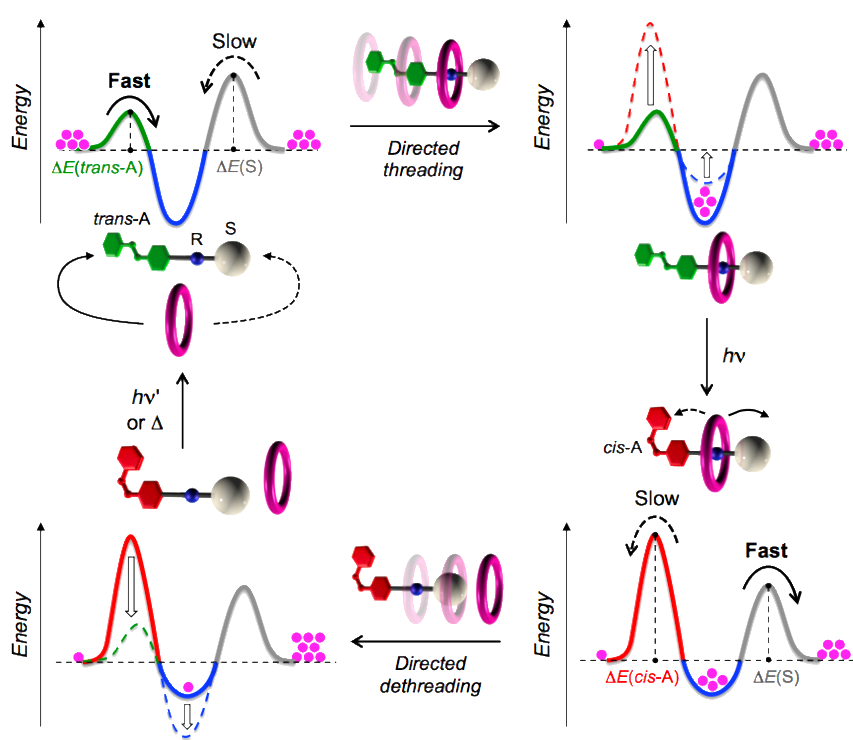 Energy
Fast
Slow
ΔE(trans-A)
ΔE(S)
Directed
threading
Energy
trans-A
R
S
hν
hν'
or Δ
cis-A
Energy
Directed
dethreading
Energy
Slow
Fast
ΔE(cis-A)
ΔE(S)